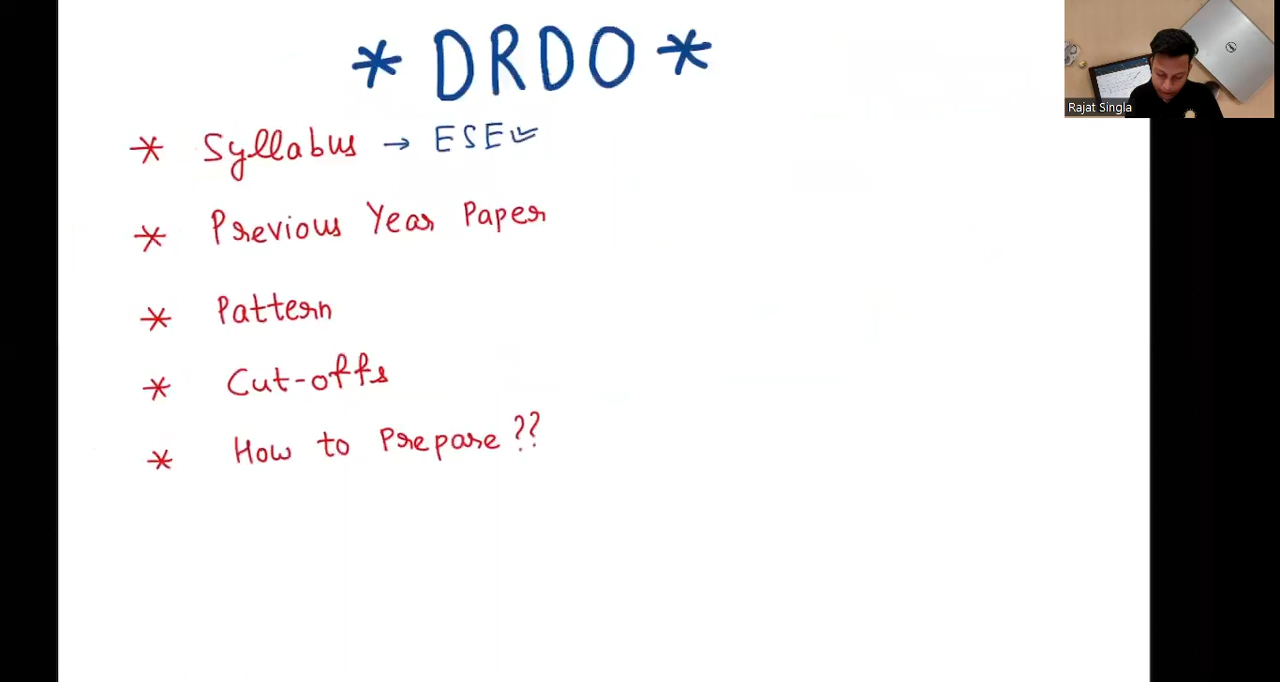 * DRDO *
Rajat Singla
* Syllabus → ESE ✓
* Previous Year Paper
* Pattern
* Cut-offs
* How to Prepare ??